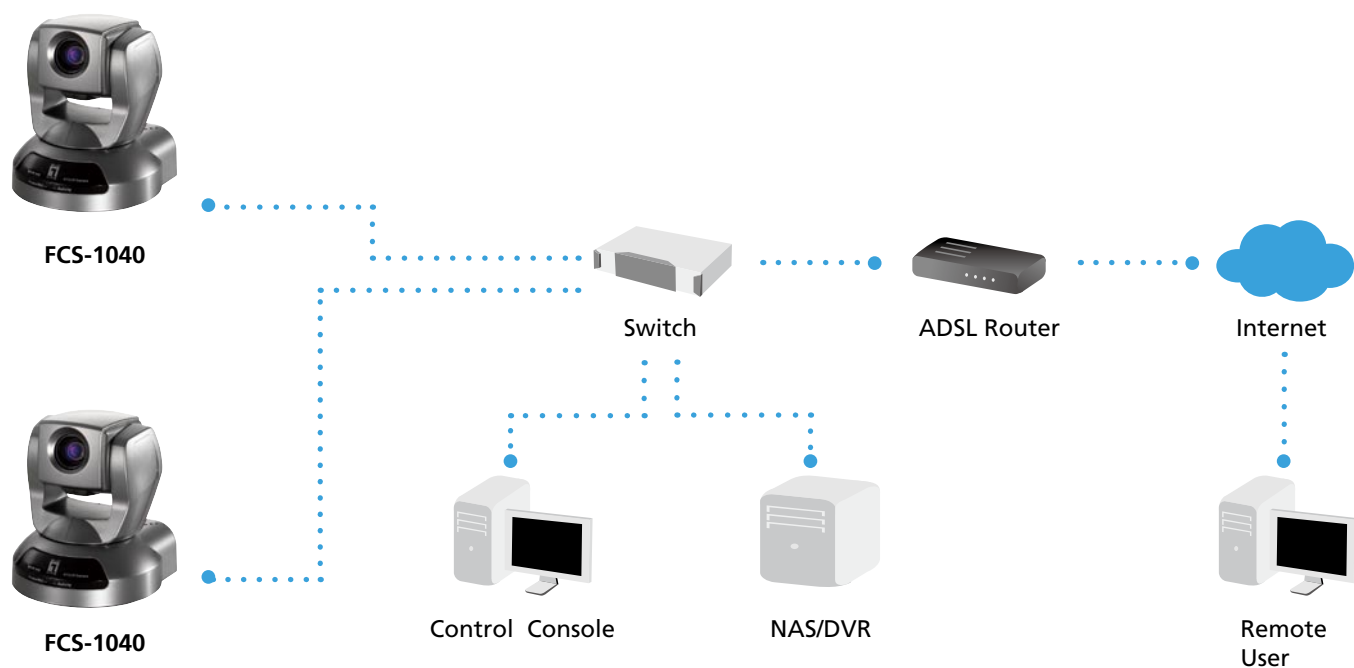 FCS-1040
Switch
ADSL Router
Internet
Control Console
NAS/DVR
Remote
User
FCS-1040